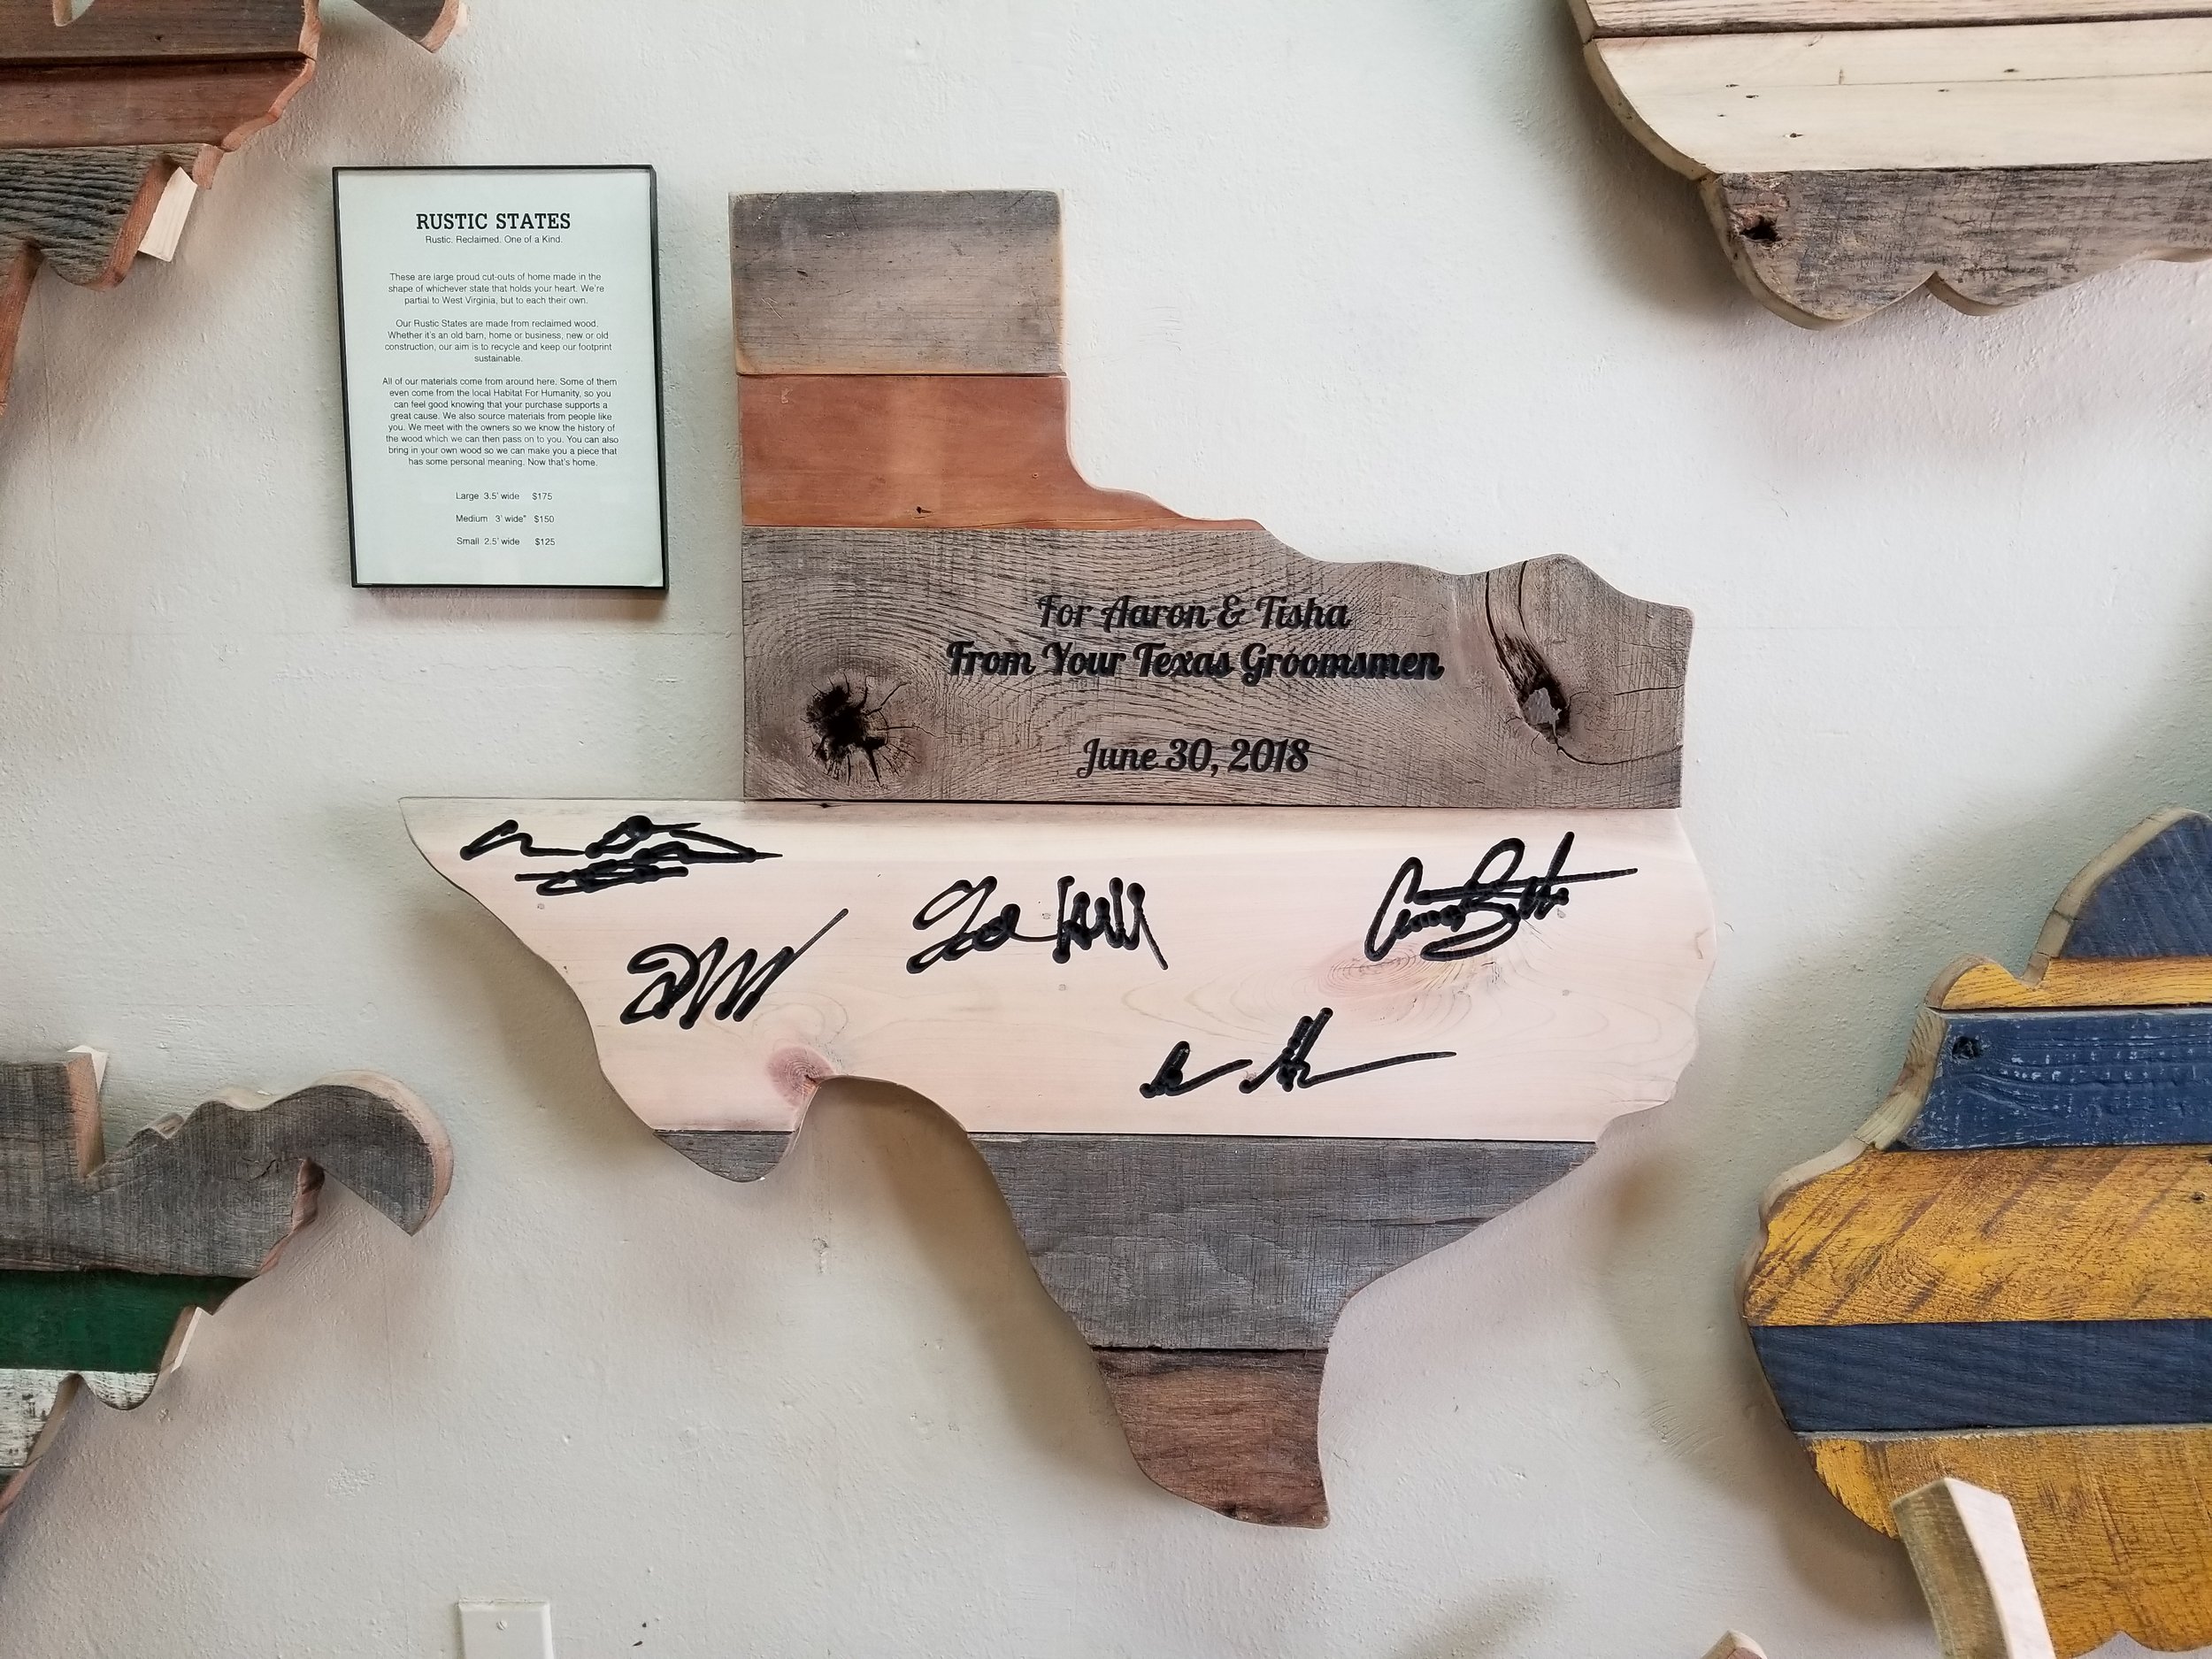 RUSTIC STATES
Rustic. Reclaimed. One of a Kind.
These are large proud cut-outs of home made in the
shape of whichever state that holds your heart. We're
partial to West Virginia, but to each their own.
Our Rustic States are made from reclaimed wood.
Whether it's an old barn, home or business, new or old
construction, our aim is to recycle and keep our footprint
sustainable.
All of our materials come from around here. Some of them
even come from the local Habitat For Humanity, so you
can feel good knowing that your purchase supports a
great cause. We also source materials from people like
you. We meet with the owners so we know the history of
the wood which we can then pass on to you. You can also
bring in your own wood so we can make you a piece that
has some personal meaning. Now that's home.
Large 3.5' wide $175
Medium 3' wide" $150
Small 2.5' wide $125
For Aaron & Tisha
From Your Texas Groomsmen
June 30, 2018